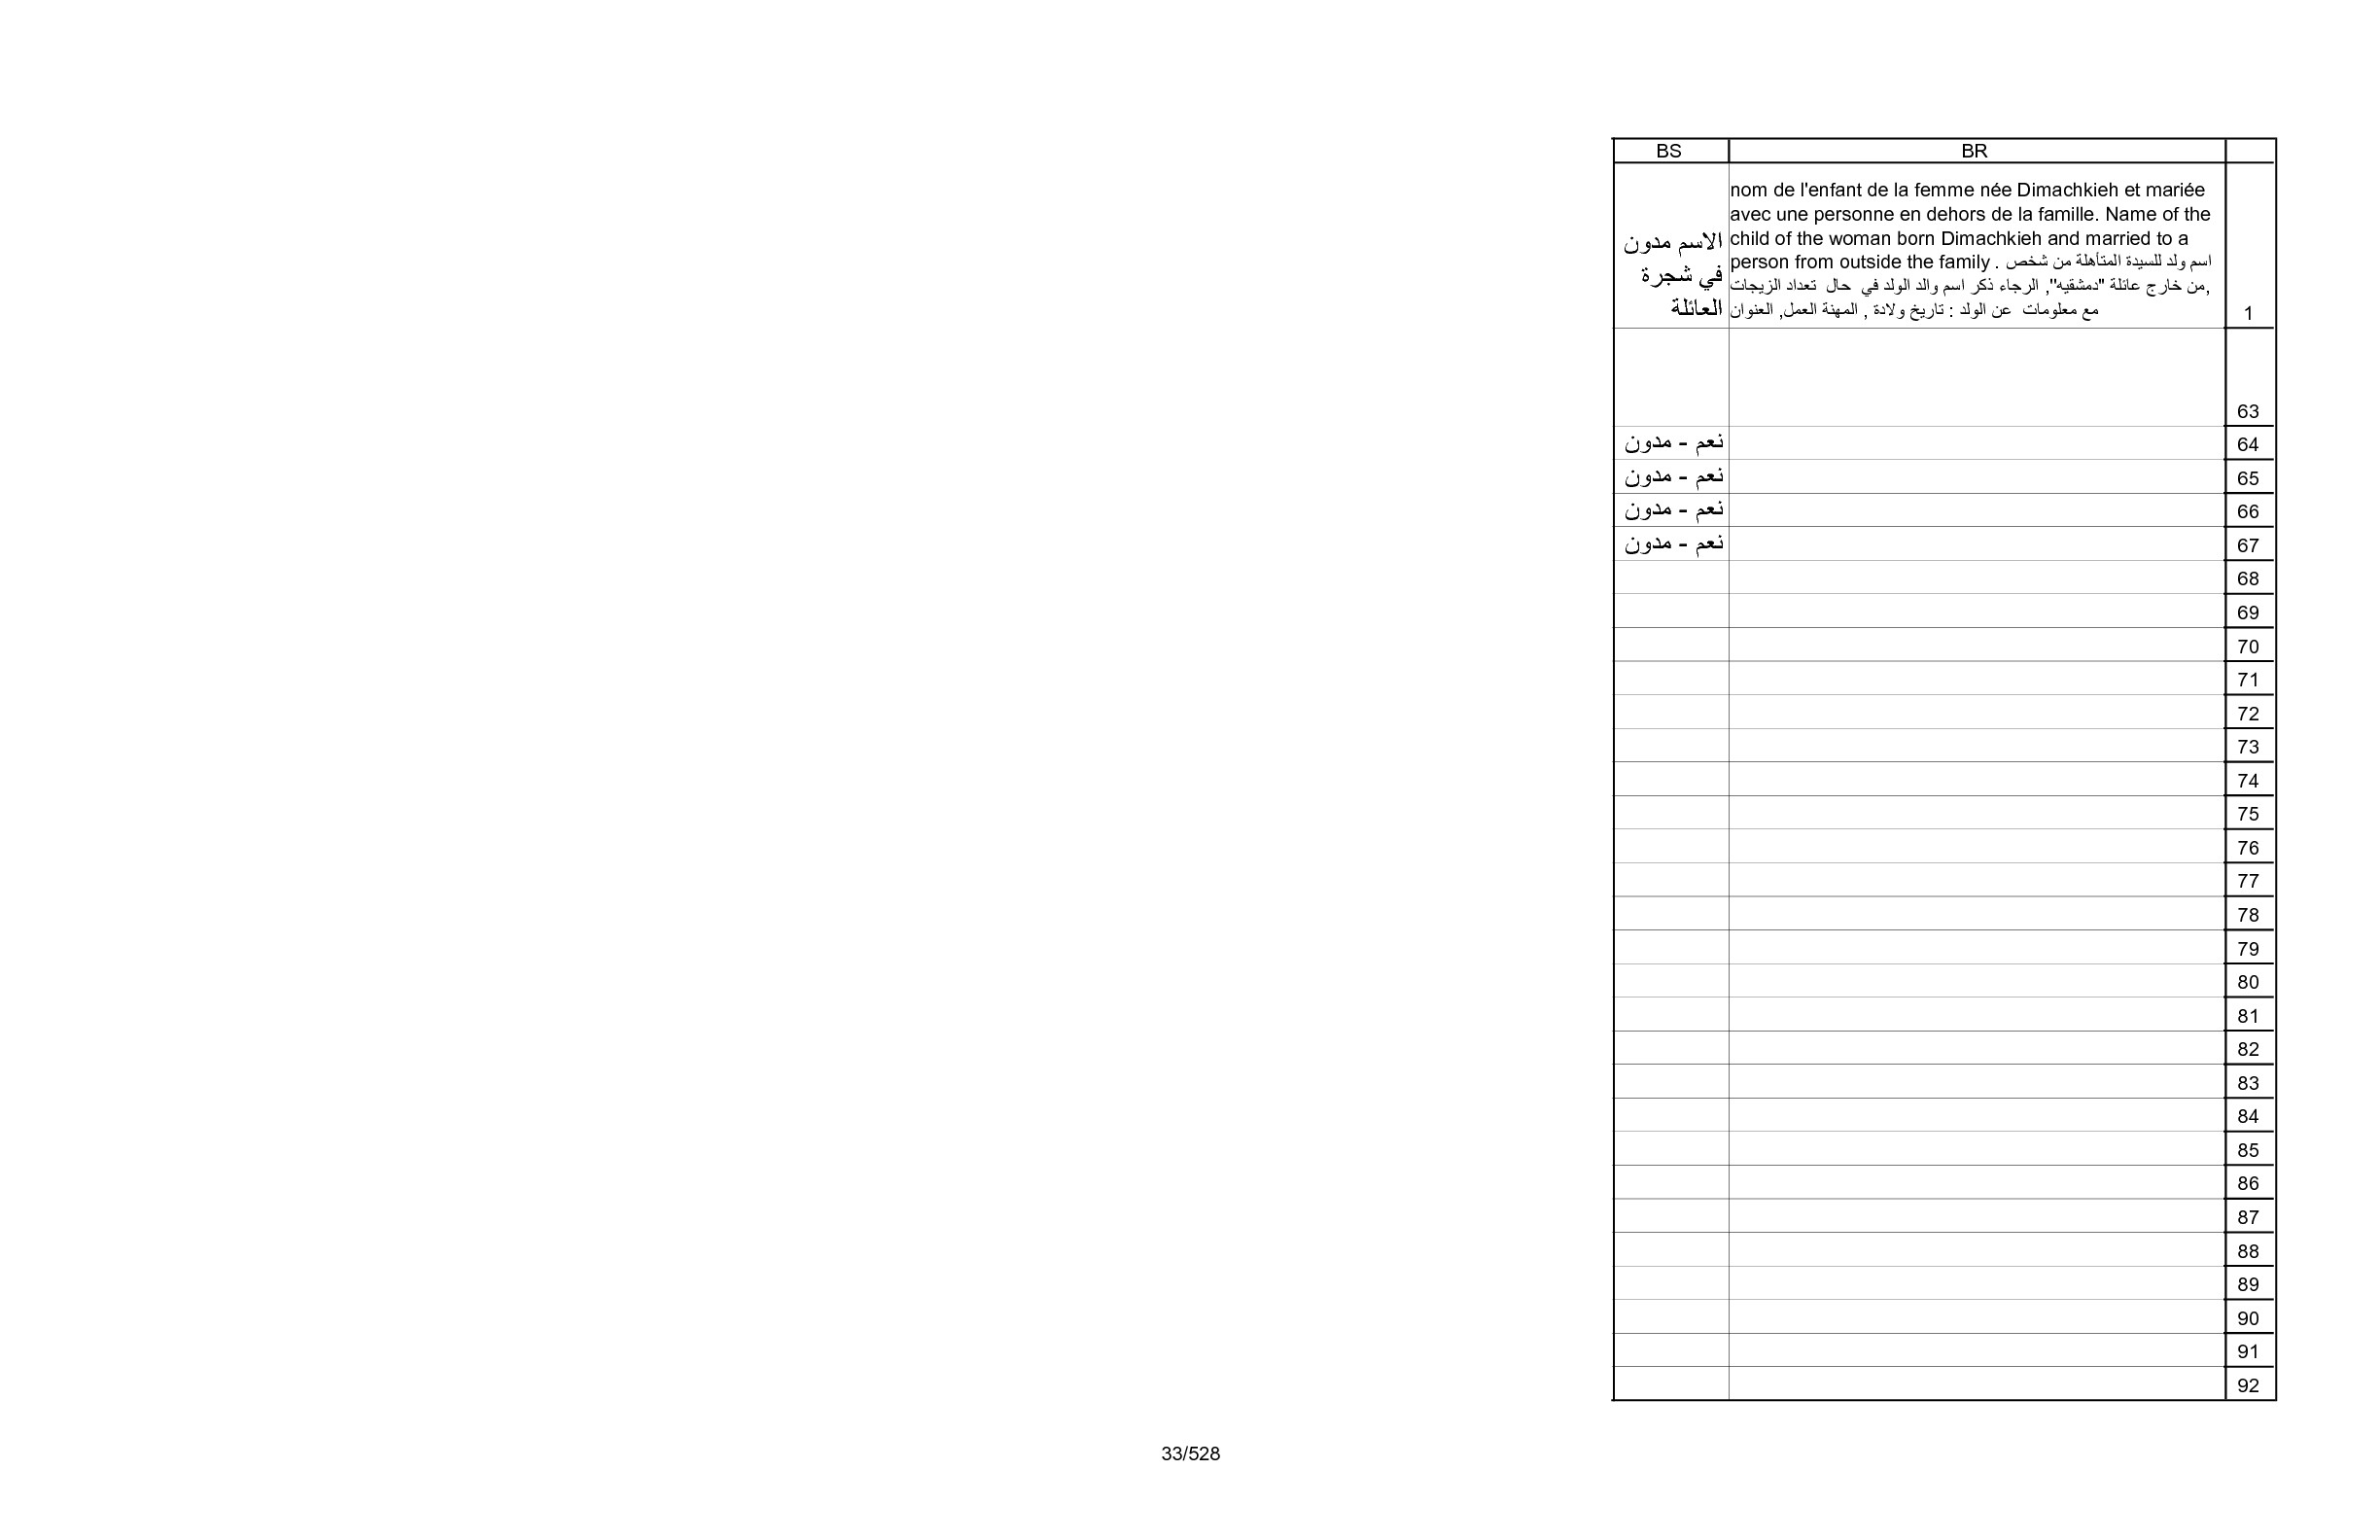 BS BR
nom de l'enfant de la femme née Dimachkieh et mariée
avec une personne en dehors de la famille. Name of the
child of the woman born Dimachkieh and married to a
person from outside the family . اسم ولد للسيدة المتأهلة من شخص
من خارج عائلة "دمشقيه", الرجاء ذكر اسم والد الولد في حال تعداد الزيجات,
مع معلومات عن الولد : تاريخ ولادة , المهنة العمل, العنوان
الاسم مدون
في شجرة
العائلة
1
63
نعم - مدون 64
نعم - مدون 65
نعم - مدون 66
نعم - مدون 67
68
69
70
71
72
73
74
75
76
77
78
79
80
81
82
83
84
85
86
87
88
89
90
91
92
33/528